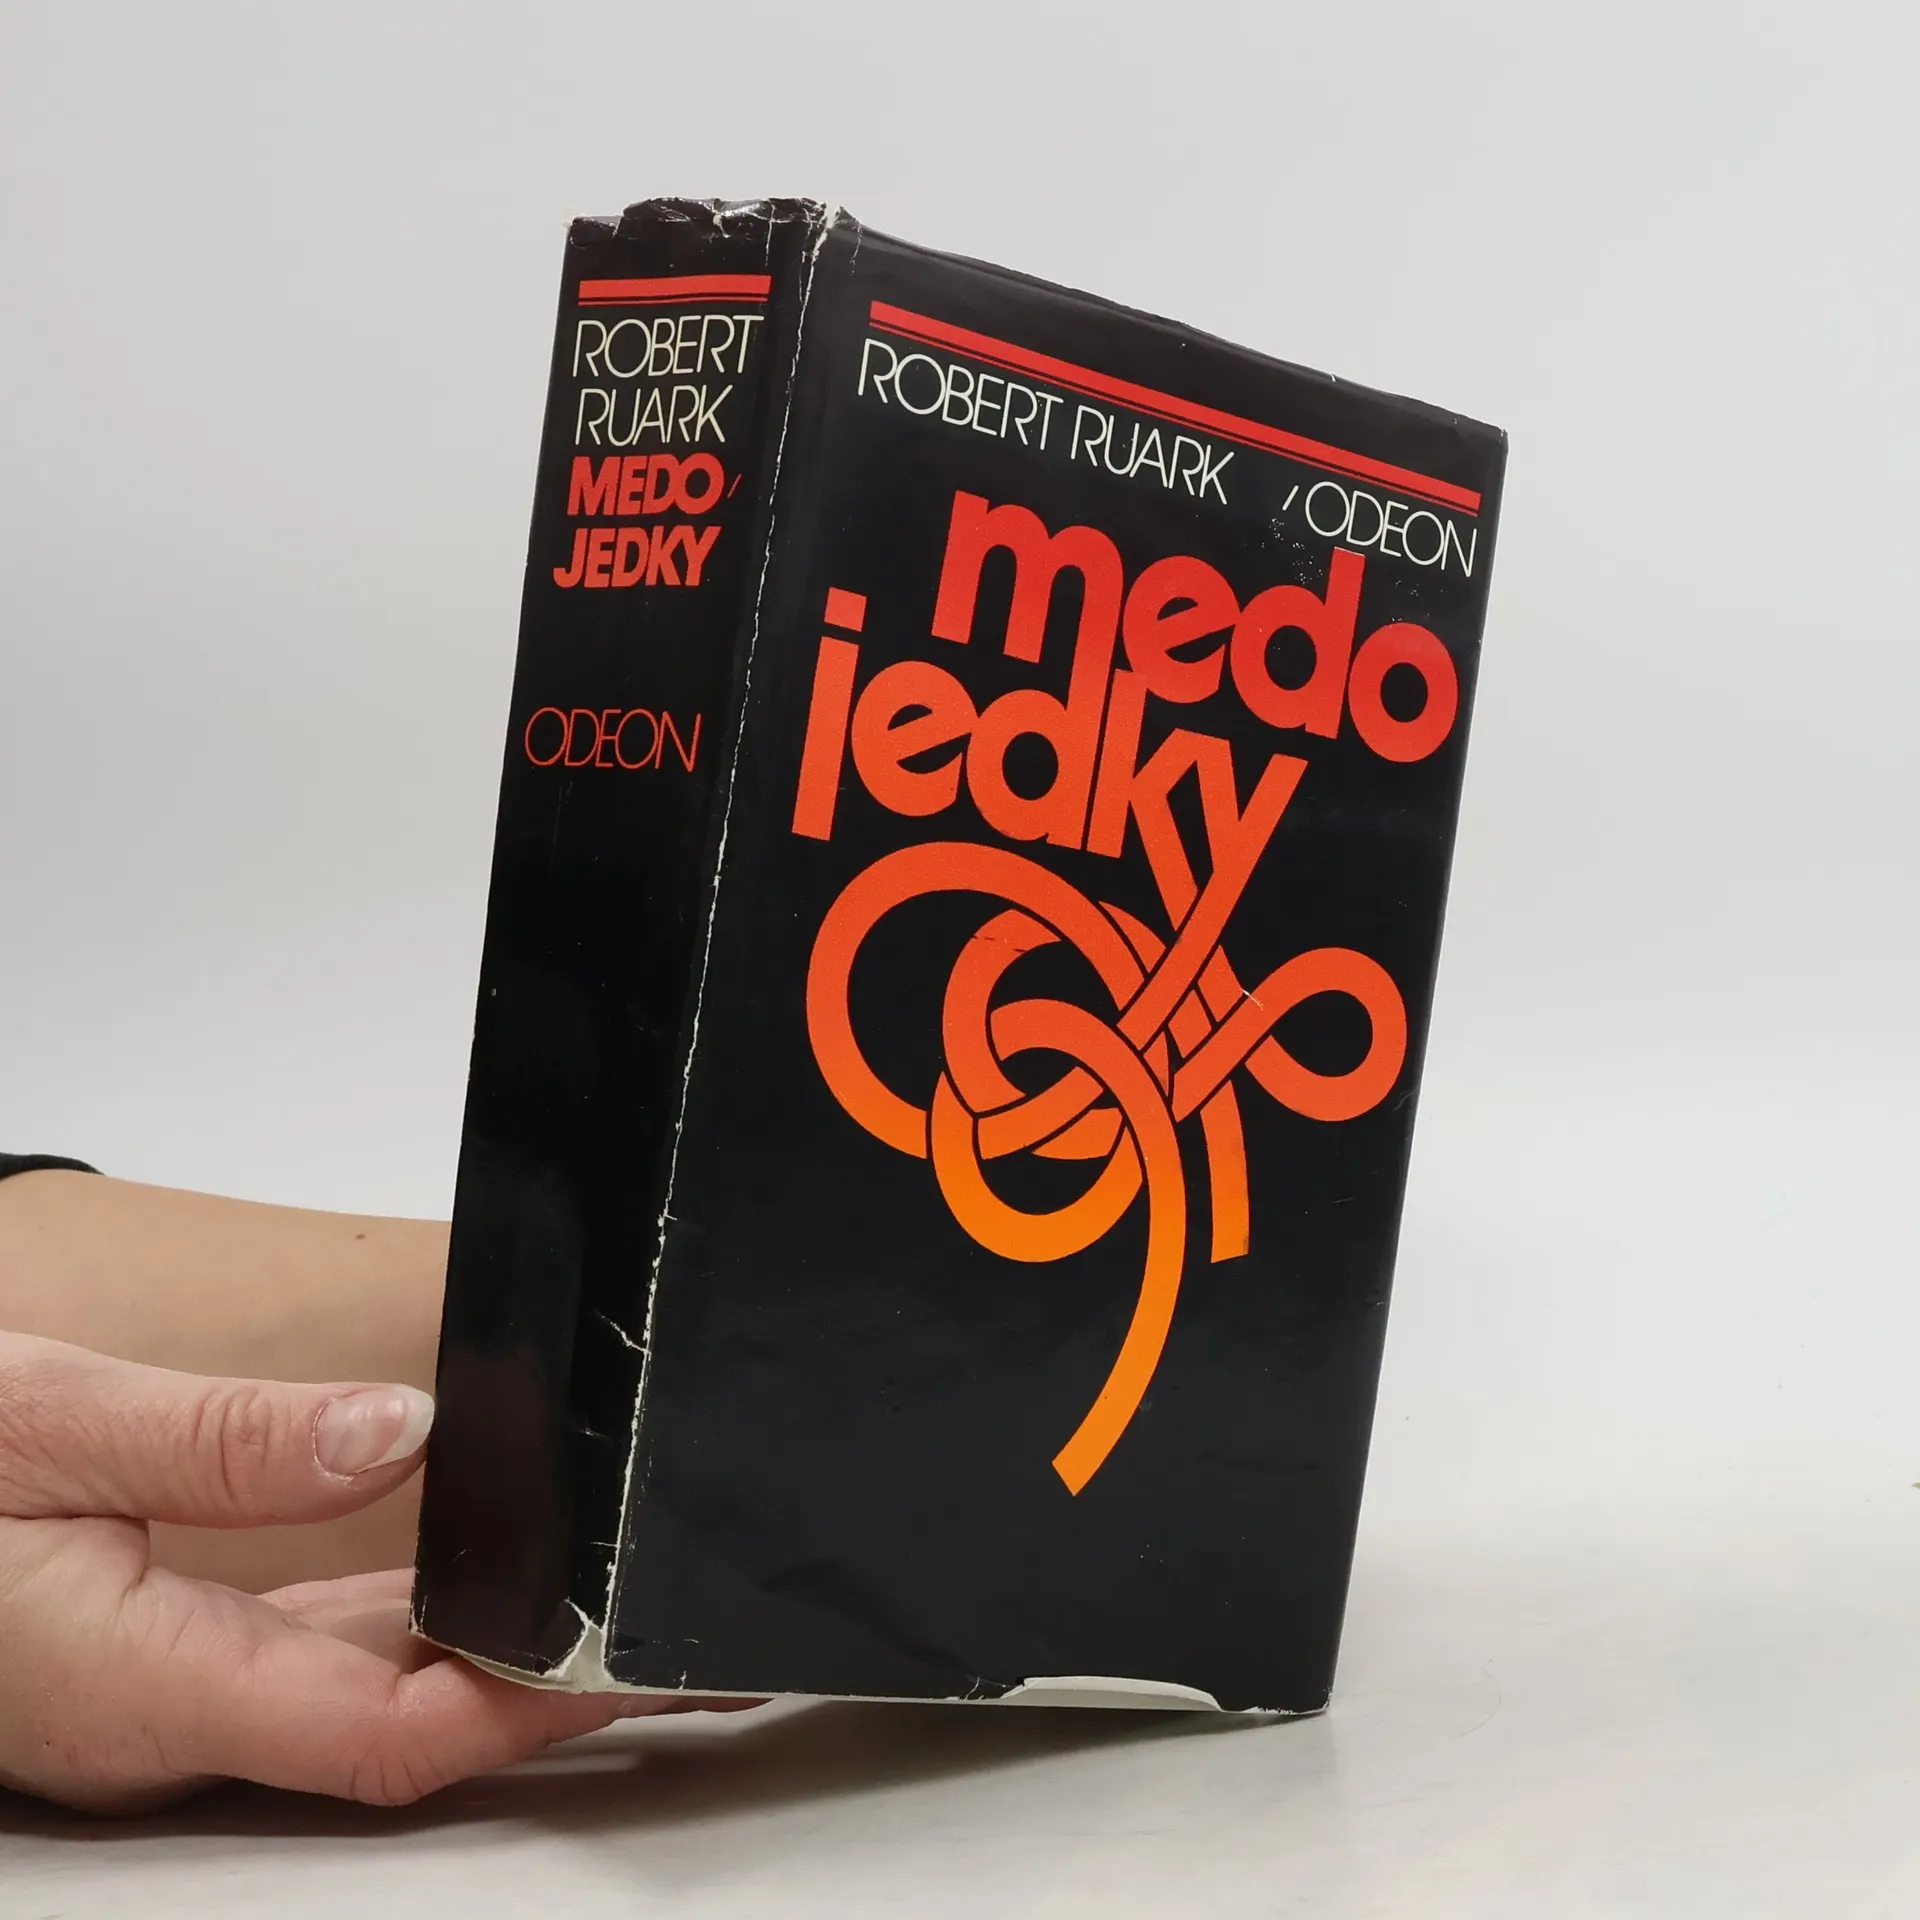 ROBERT
RUARK
MEDO/
JEDKY
ODEON
ROBERT RUARK /ODEON
medo
jedky